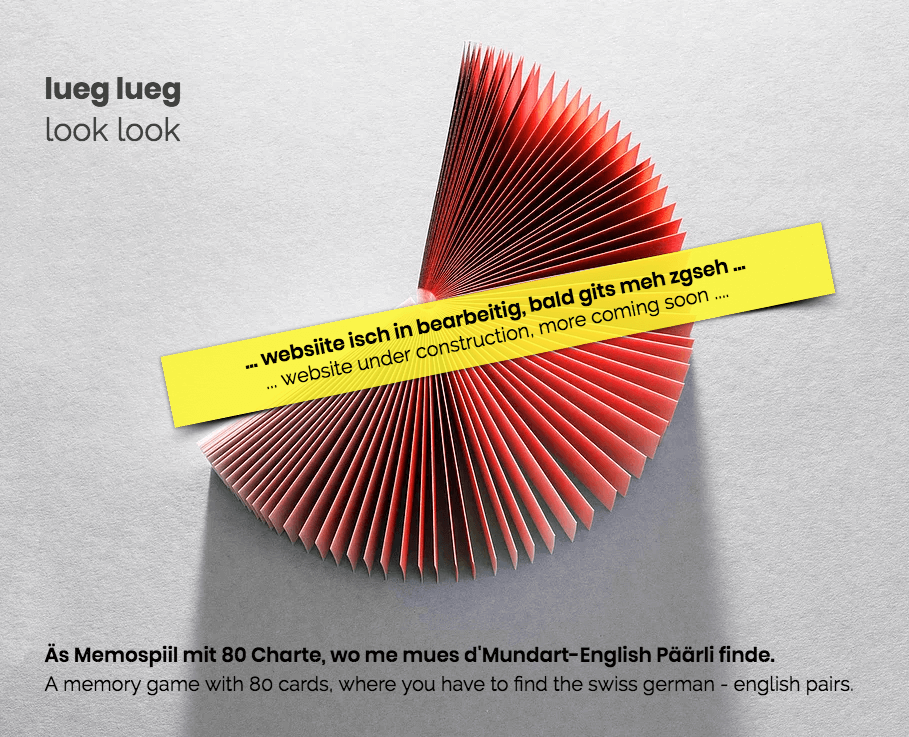 lueg lueg
look look
... websiite isch in bearbeitig, bald gits meh zgseh ...
... website under construction, more coming soon ....
Äs Memospiil mit 80 Charte, wo me mues d'Mundart-English Päärli finde.
A memory game with 80 cards, where you have to find the swiss german - english pairs.